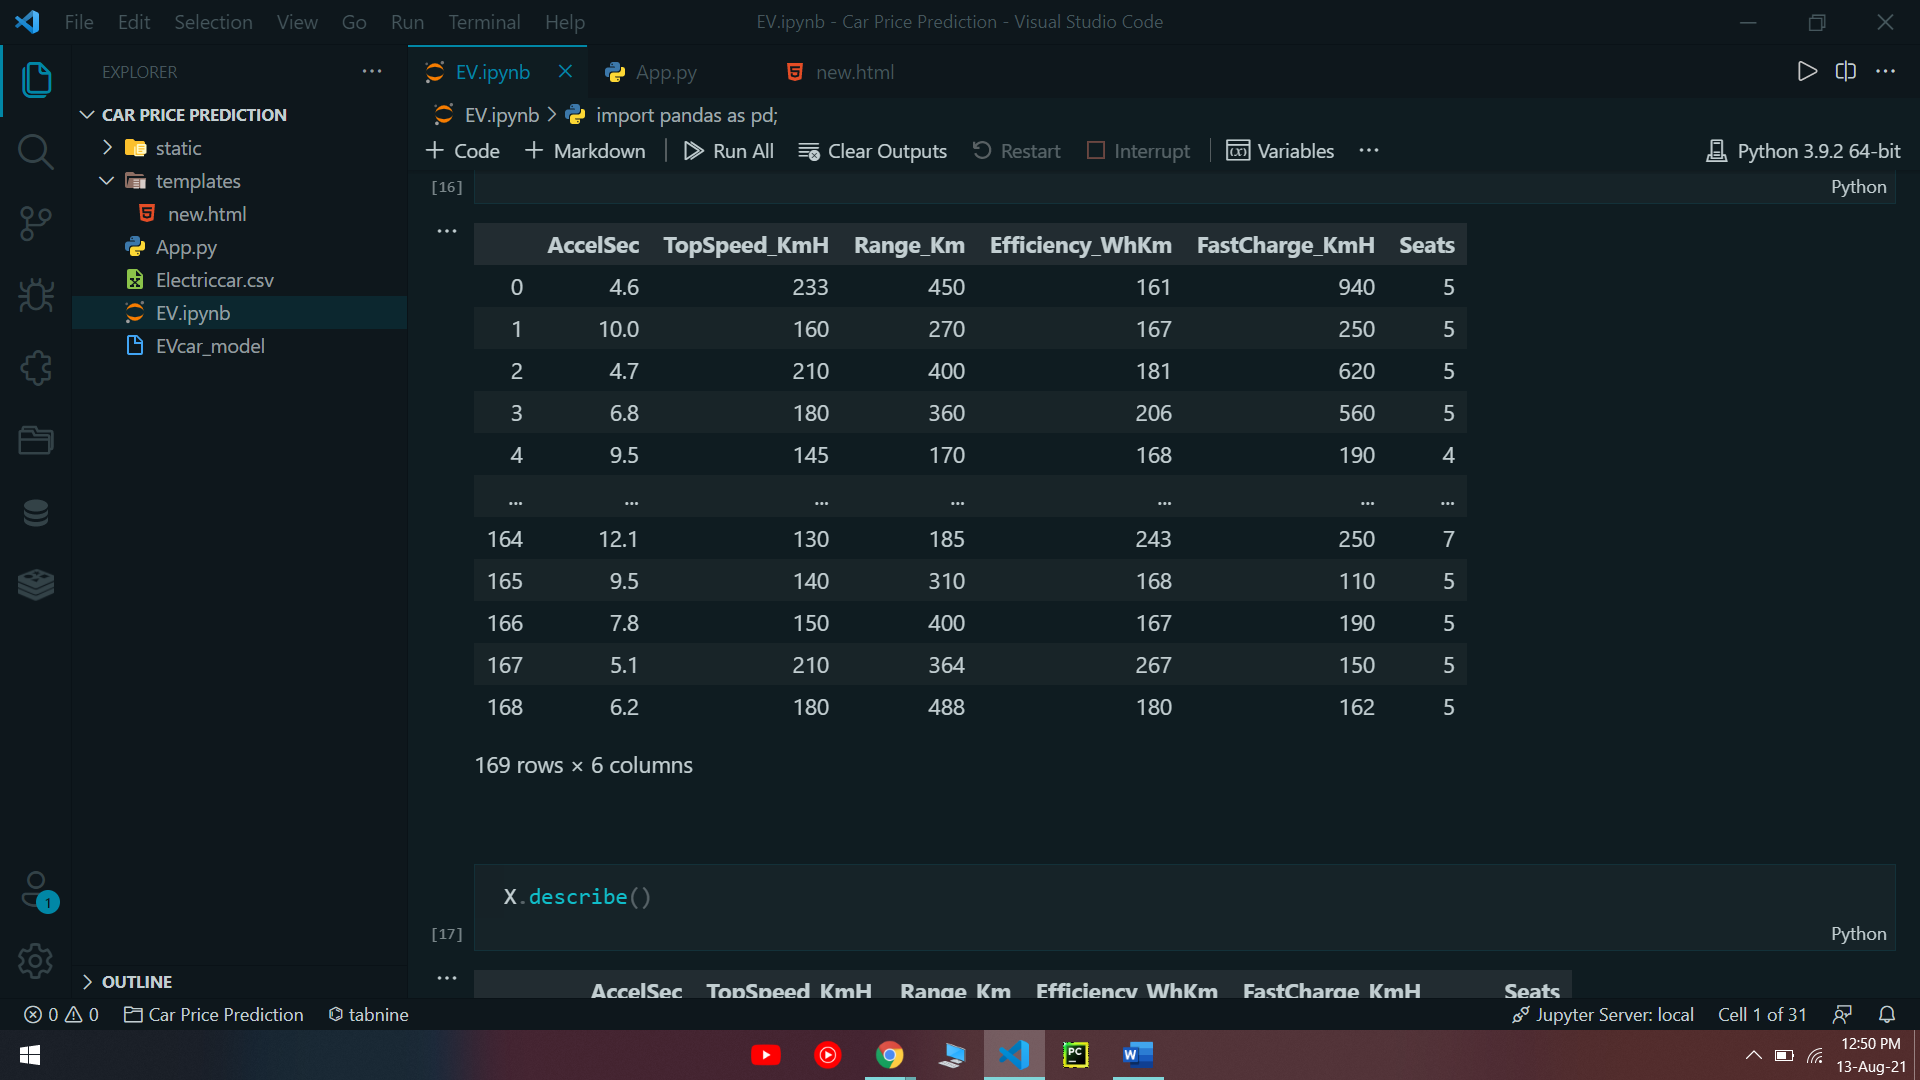 File Edit Selection View Go Run Terminal Help EV.ipynb - Car Price Prediction - Visual Studio Code
EXPLORER
CAR PRICE PREDICTION
static
templates
new.html
App.py
Electriccar.csv
EV.ipynb
EVcar_model
OUTLINE
EV.ipynb App.py new.html
EV.ipynb > import pandas as pd;
+ Code + Markdown Run All Clear Outputs Restart Interrupt Variables ... Python 3.9.2 64-bit
[16] Python
... AccelSec TopSpeed_KmH Range_Km Efficiency_WhKm FastCharge_KmH Seats
0 4.6 233 450 161 940 5
1 10.0 160 270 167 250 5
2 4.7 210 400 181 620 5
3 6.8 180 360 206 560 5
4 9.5 145 170 168 190 4
... ... ... ... ... ... ...
164 12.1 130 185 243 250 7
165 9.5 140 310 168 110 5
166 7.8 150 400 167 190 5
167 5.1 210 364 267 150 5
168 6.2 180 488 180 162 5
169 rows × 6 columns
X.describe()
[17] Python
... AccelSec TopSpeed_KmH Range_Km Efficiency_WhKm FastCharge_KmH Seats
1
0 0 Car Price Prediction tabnine Jupyter Server: local Cell 1 of 31
PC W 12:50 PM
13-Aug-21